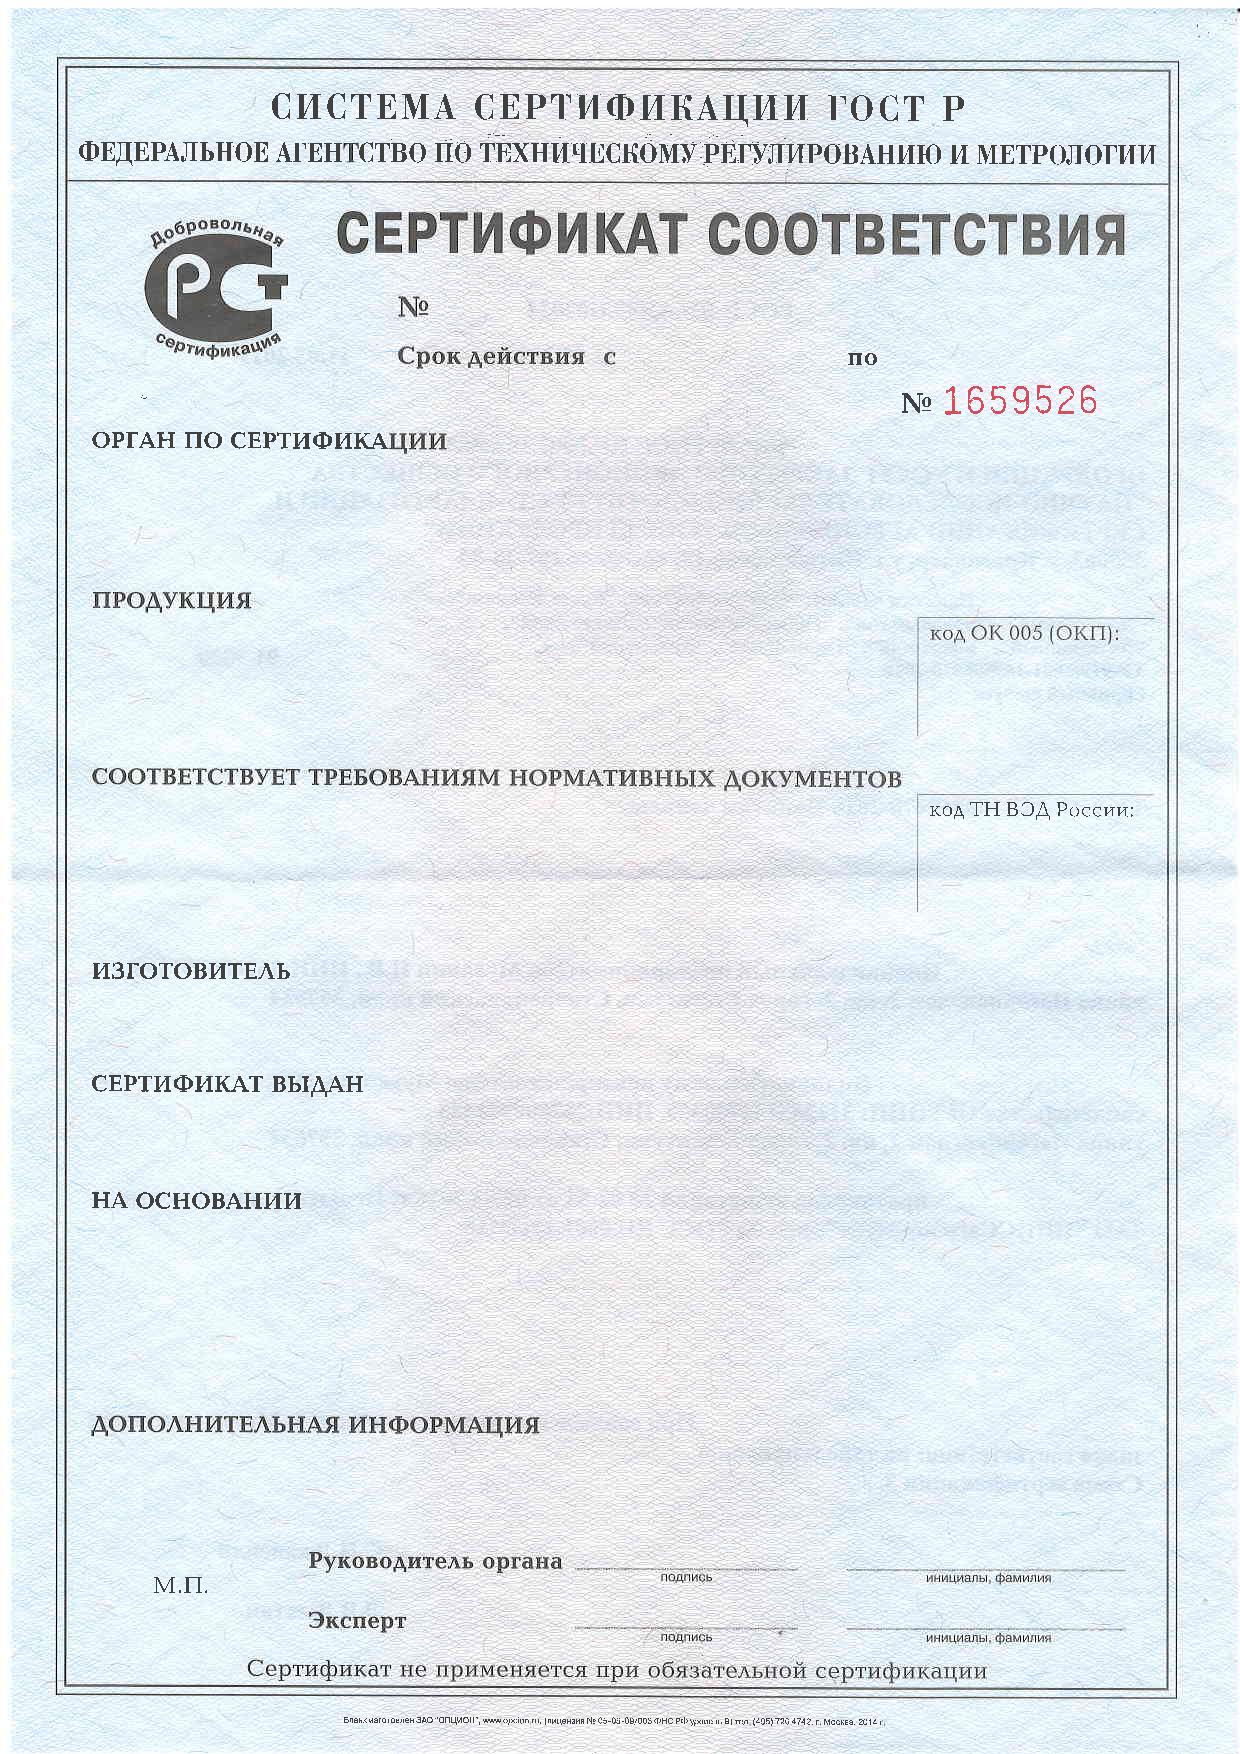 СИСТЕМА СЕРТИФИКАЦИИ ГОСТ Р
ФЕДЕРАЛЬНОЕ АГЕНТСТВО ПО ТЕХНИЧЕСКОМУ РЕГУЛИРОВАНИЮ И МЕТРОЛОГИИ
Добровольная
РСТ
сертификация
СЕРТИФИКАТ СООТВЕТСТВИЯ
№
Срок действия с по
№ 1659526
ОРГАН ПО СЕРТИФИКАЦИИ
ПРОДУКЦИЯ
код ОК 005 (ОКП):
СООТВЕТСТВУЕТ ТРЕБОВАНИЯМ НОРМАТИВНЫХ ДОКУМЕНТОВ
код ТН ВЭД России:
ИЗГОТОВИТЕЛЬ
СЕРТИФИКАТ ВЫДАН
НА ОСНОВАНИИ
ДОПОЛНИТЕЛЬНАЯ ИНФОРМАЦИЯ
М.П.
Руководитель органа
подпись
инициалы, фамилия
Эксперт
подпись
инициалы, фамилия
Сертификат не применяется при обязательной сертификации
Бланк изготовлен ЗАО "ОПЦИОН", www.opcion.ru, (лицензия № 05-05-09/003 ФНС РФ тел. (495) 726 4742, г. Москва, 2014 г.